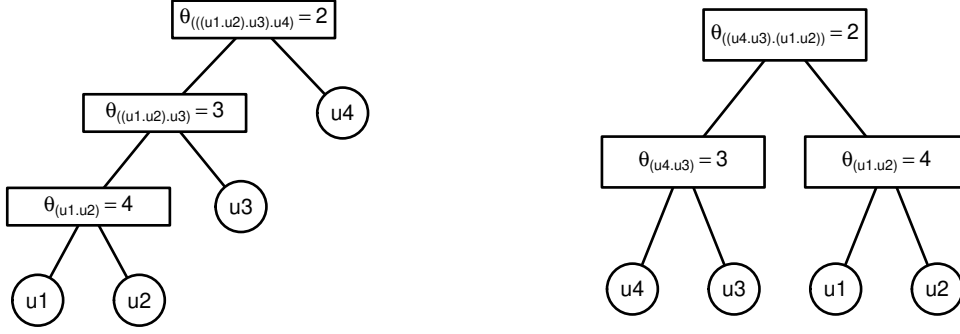 θ(((u1.u2).u3).u4) = 2
θ((u1.u2).u3) = 3
u4
θ(u1.u2) = 4
u3
u1
u2
θ((u4.u3).(u1.u2)) = 2
θ(u4.u3) = 3
θ(u1.u2) = 4
u4
u3
u1
u2